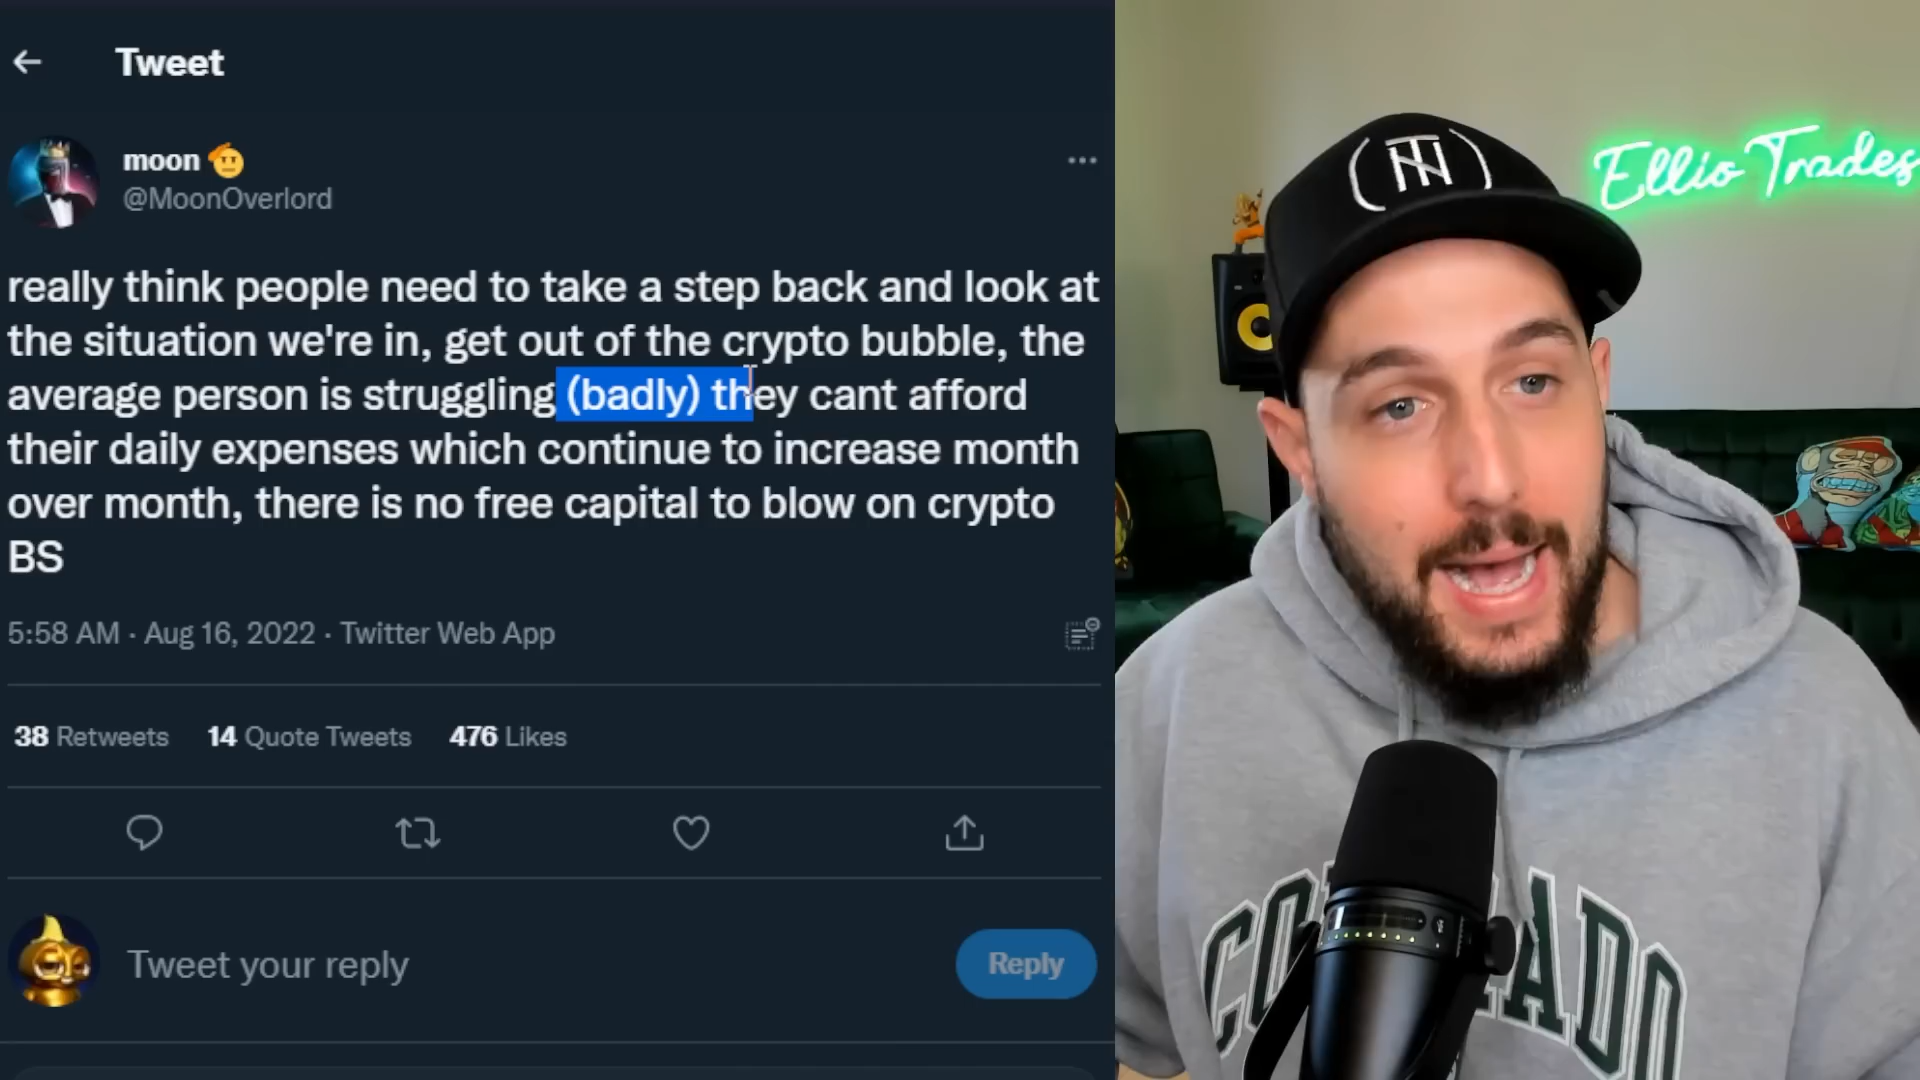 Tweet
moon
@MoonOverlord
really think people need to take a step back and look at
the situation we're in, get out of the crypto bubble, the
average person is struggling (badly) they cant afford
their daily expenses which continue to increase month
over month, there is no free capital to blow on crypto
BS
5:58 AM · Aug 16, 2022 · Twitter Web App
38 Retweets 14 Quote Tweets 476 Likes
Tweet your reply
Reply
Ellio Trades